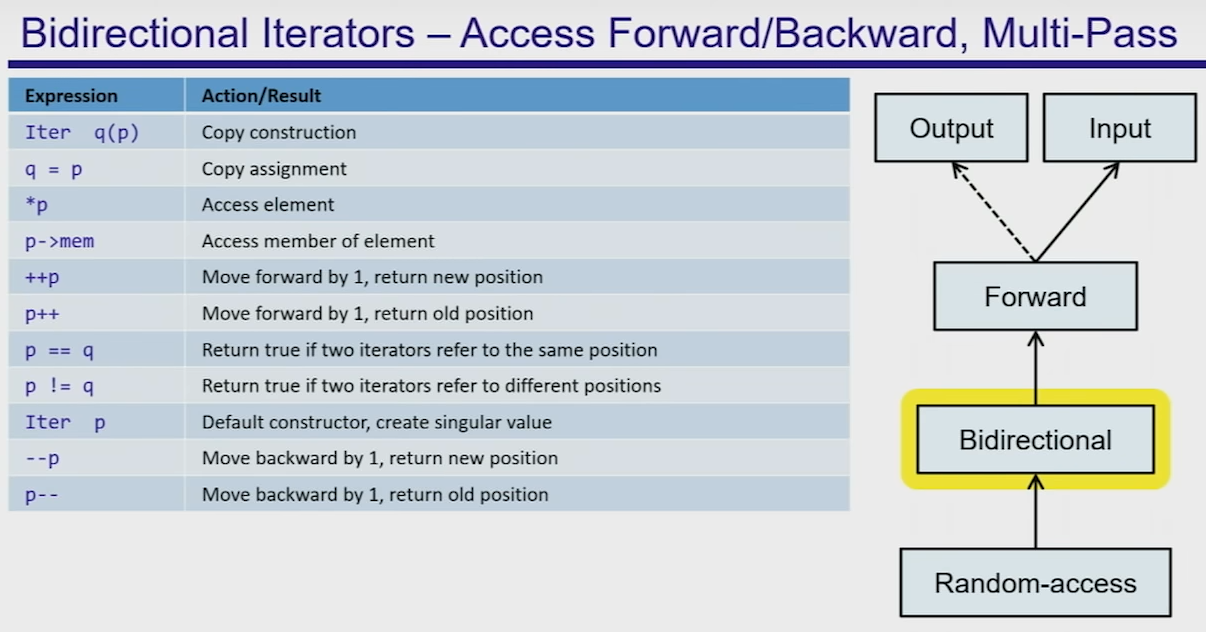 Bidirectional Iterators – Access Forward/Backward, Multi-Pass
Expression Action/Result
Iter q(p) Copy construction
q = p Copy assignment
*p Access element
p->mem Access member of element
++p Move forward by 1, return new position
p++ Move forward by 1, return old position
p == q Return true if two iterators refer to the same position
p != q Return true if two iterators refer to different positions
Iter p Default constructor, create singular value
--p Move backward by 1, return new position
p-- Move backward by 1, return old position
Output Input
Forward
Bidirectional
Random-access